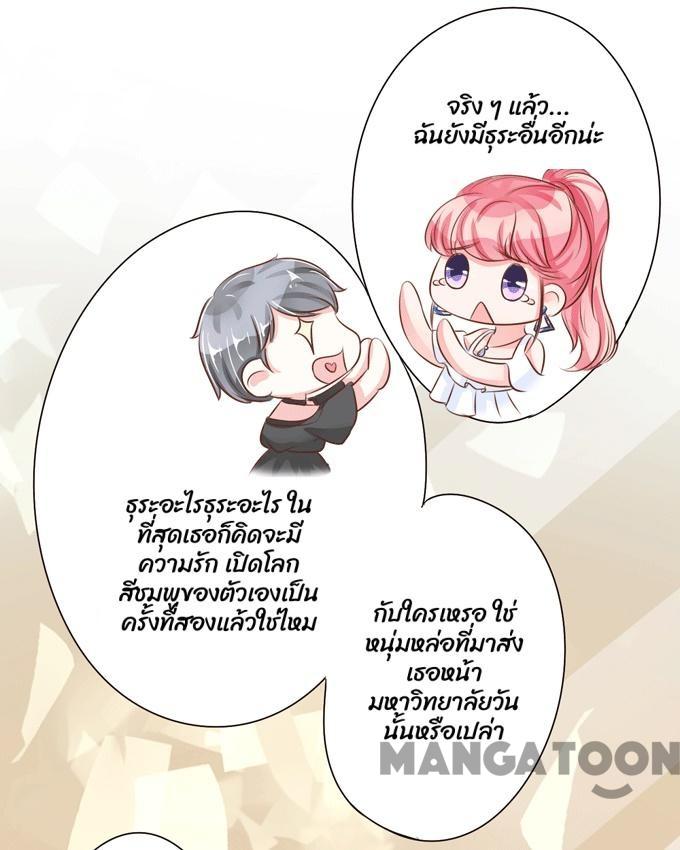 จริง ๆ แล้ว...
ฉันยังมีธุระอื่นอีกน่ะ
ธุระอะไรธุระอะไร ใน
ที่สุดเธอก็คิดจะมี
ความรัก เปิดโลก
สีชมพูของตัวเองเป็น
ครั้งที่สองแล้วใช่ไหม
กับใครเหรอ ใช่
หนุ่มหล่อที่มาส่ง
เธอหน้า
มหาวิทยาลัยวัน
นั้นหรือเปล่า
MANGATOON